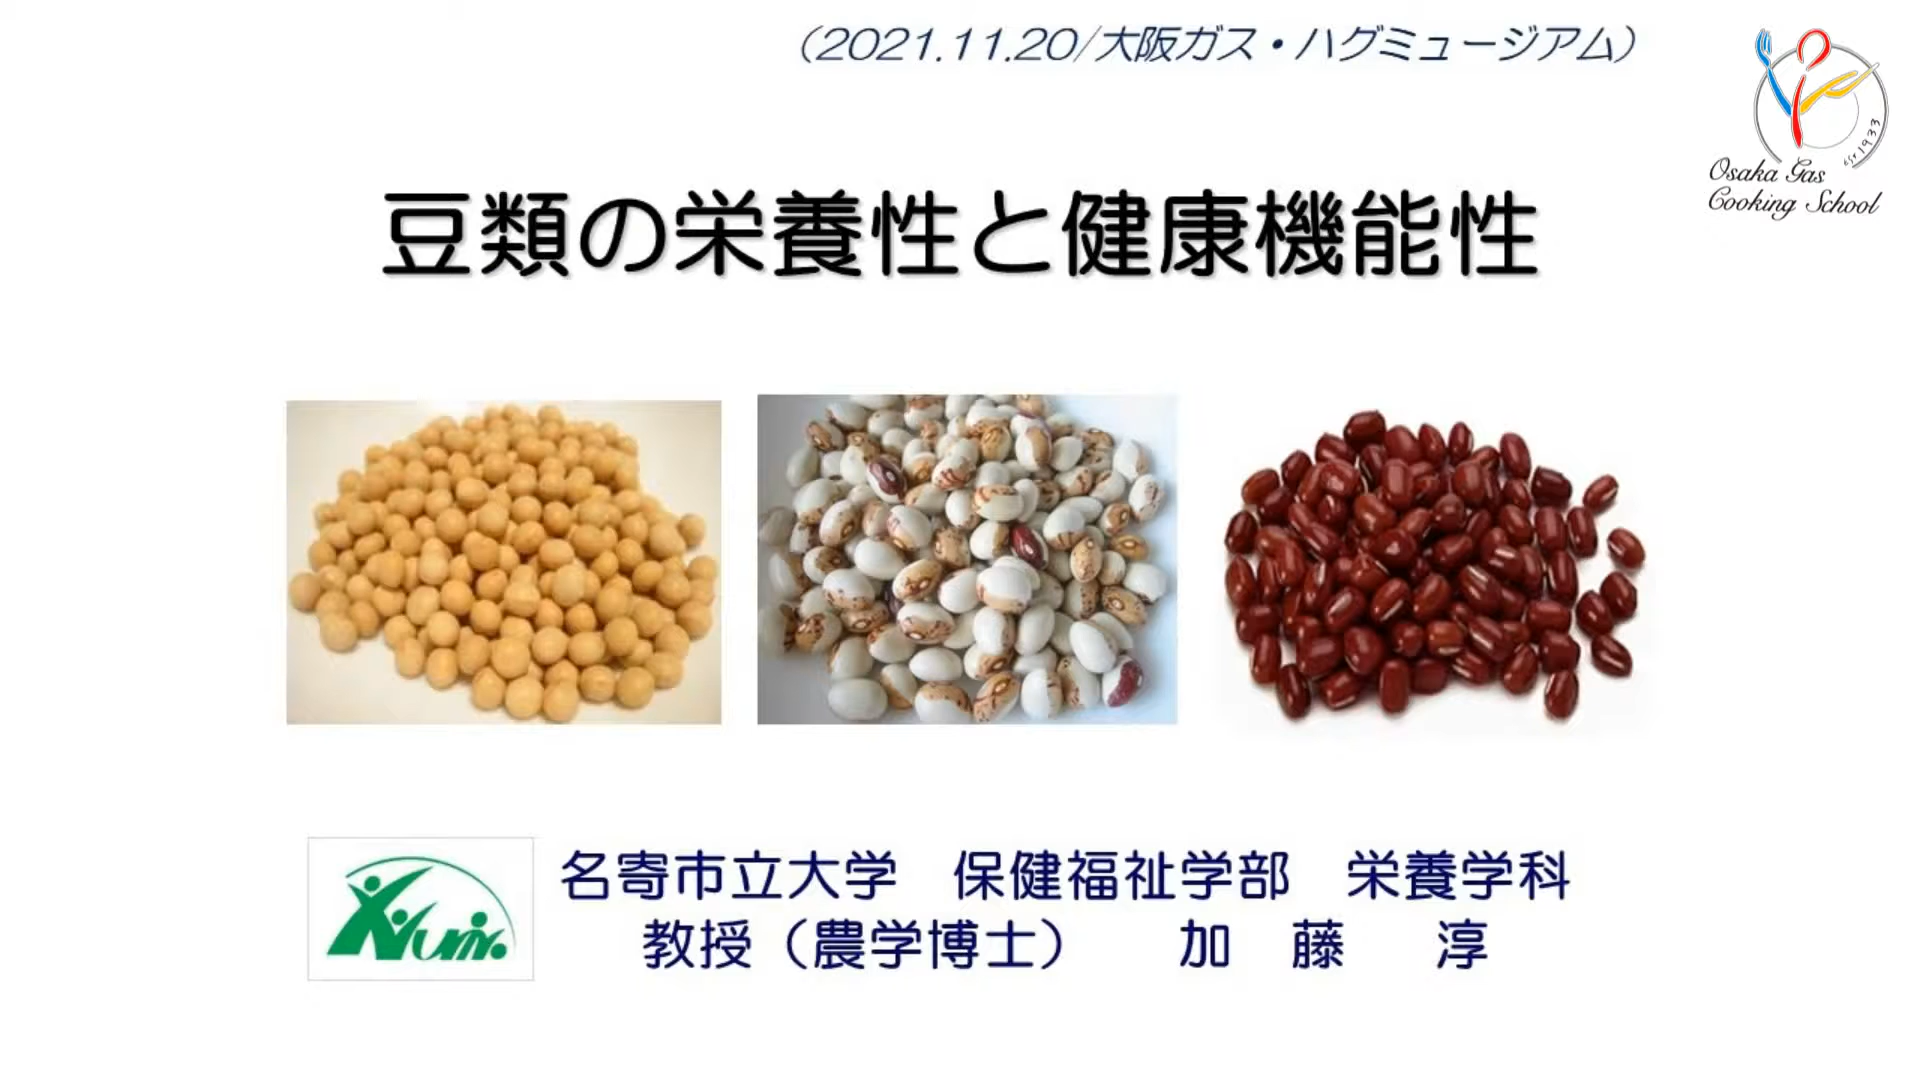 （2021.11.20/大阪ガス・ハグミュージアム）
est.1933
Osaka Gas
Cooking School
豆類の栄養性と健康機能性
名寄市立大学　保健福祉学部　栄養学科
教授（農学博士）　　加　藤　　淳